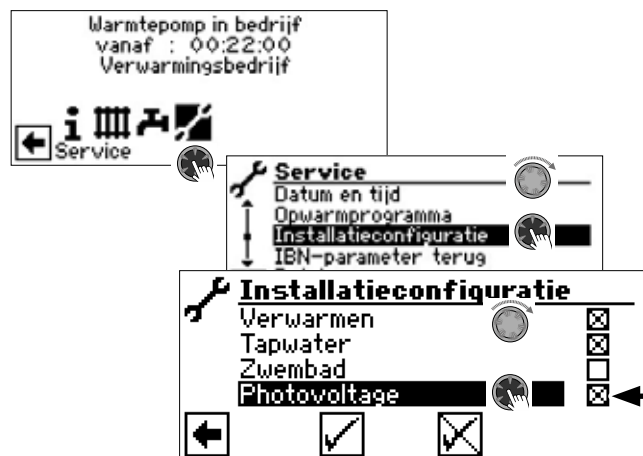 Warmtepomp in bedrijf
vanaf : 00:22:00
Verwarmingsbedrijf
Service
Service
Datum en tijd
Opwarmprogramma
Installatieconfiguratie
IBN-parameter terug
Installatieconfiguratie
Verwarmen
Tapwater
Zwembad
Photovoltage